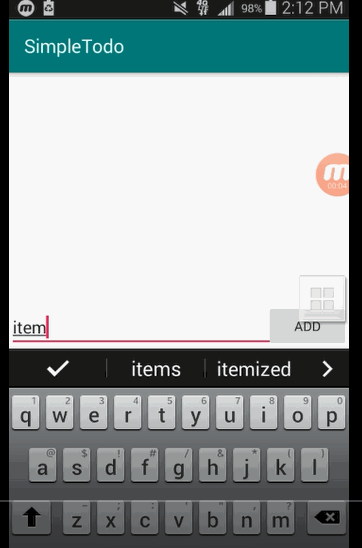 98% 2:12 PM
SimpleTodo
00:04
item
ADD
items itemized
1 2 3 4 5 6 7 8 9 0
q w e r t y u i o p
@ $ ! # / & * ( )
a s d f g h j k l
- ' : ; , ?
z x c v b n m